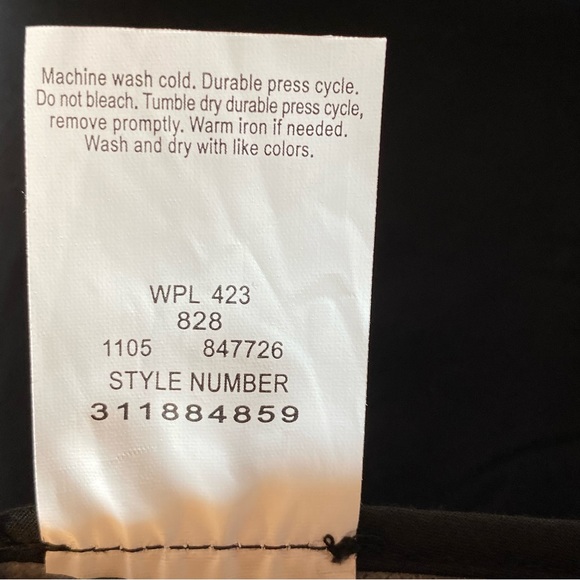 Machine wash cold. Durable press cycle.
Do not bleach. Tumble dry durable press cycle,
remove promptly. Warm iron if needed.
Wash and dry with like colors.
WPL 423
828
1105 847726
STYLE NUMBER
311884859